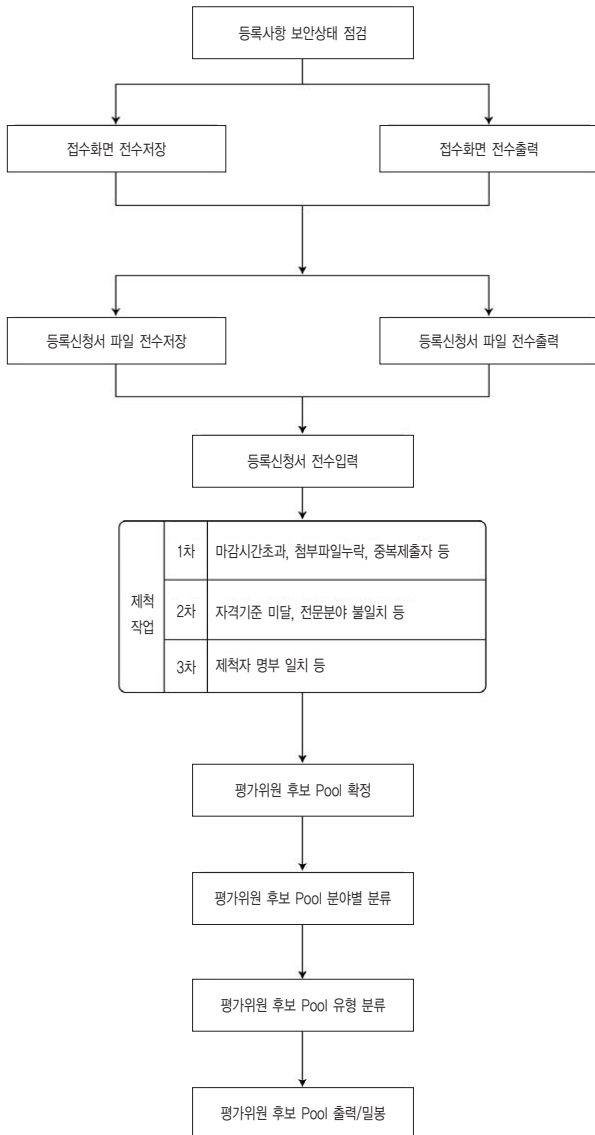 등록사항 보안상태 점검
접수화면 전수저장
접수화면 전수출력
등록신청서 파일 전수저장
등록신청서 파일 전수출력
등록신청서 전수입력
제척
작업
1차 마감시간초과, 첨부파일누락, 중복제출자 등
2차 자격기준 미달, 전문분야 불일치 등
3차 제척자 명부 일치 등
평가위원 후보 Pool 확정
평가위원 후보 Pool 분야별 분류
평가위원 후보 Pool 유형 분류
평가위원 후보 Pool 출력/밀봉